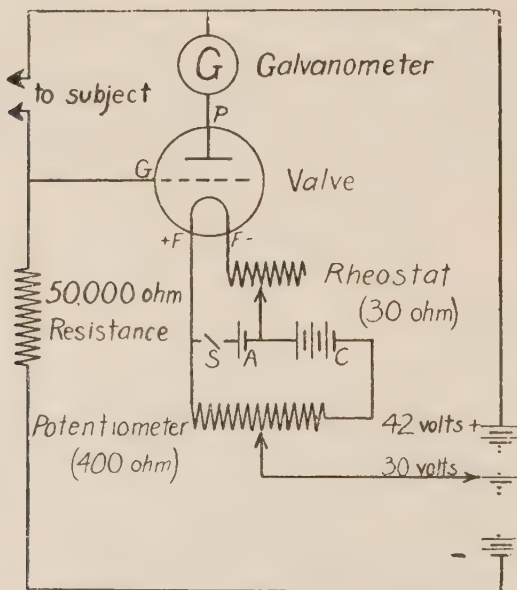 G Galvanometer
to subject
P
G
Valve
+F F-
50,000 ohm
Resistance
Rheostat
(30 ohm)
S A C
Potentiometer
(400 ohm)
42 volts +
30 volts
-